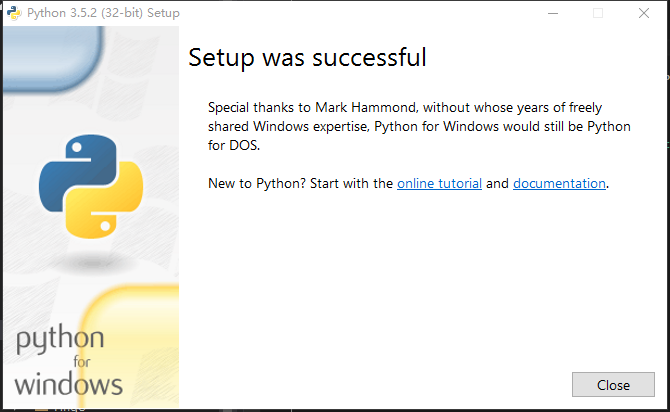 Python 3.5.2 (32-bit) Setup
Setup was successful
Special thanks to Mark Hammond, without whose years of freely
shared Windows expertise, Python for Windows would still be Python
for DOS.
New to Python? Start with the online tutorial and documentation.
python
for
windows
Close